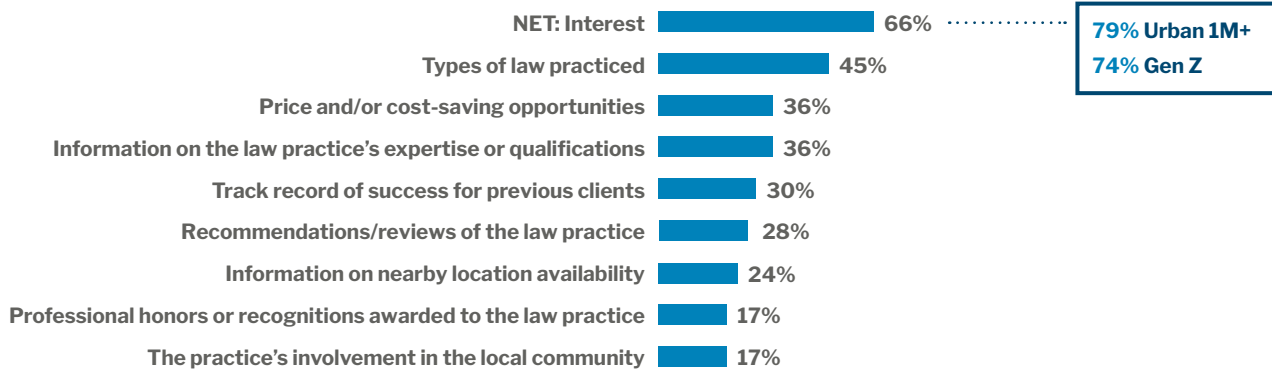 NET: Interest 66%
79% Urban 1M+
74% Gen Z
Types of law practiced 45%
Price and/or cost-saving opportunities 36%
Information on the law practice’s expertise or qualifications 36%
Track record of success for previous clients 30%
Recommendations/reviews of the law practice 28%
Information on nearby location availability 24%
Professional honors or recognitions awarded to the law practice 17%
The practice’s involvement in the local community 17%